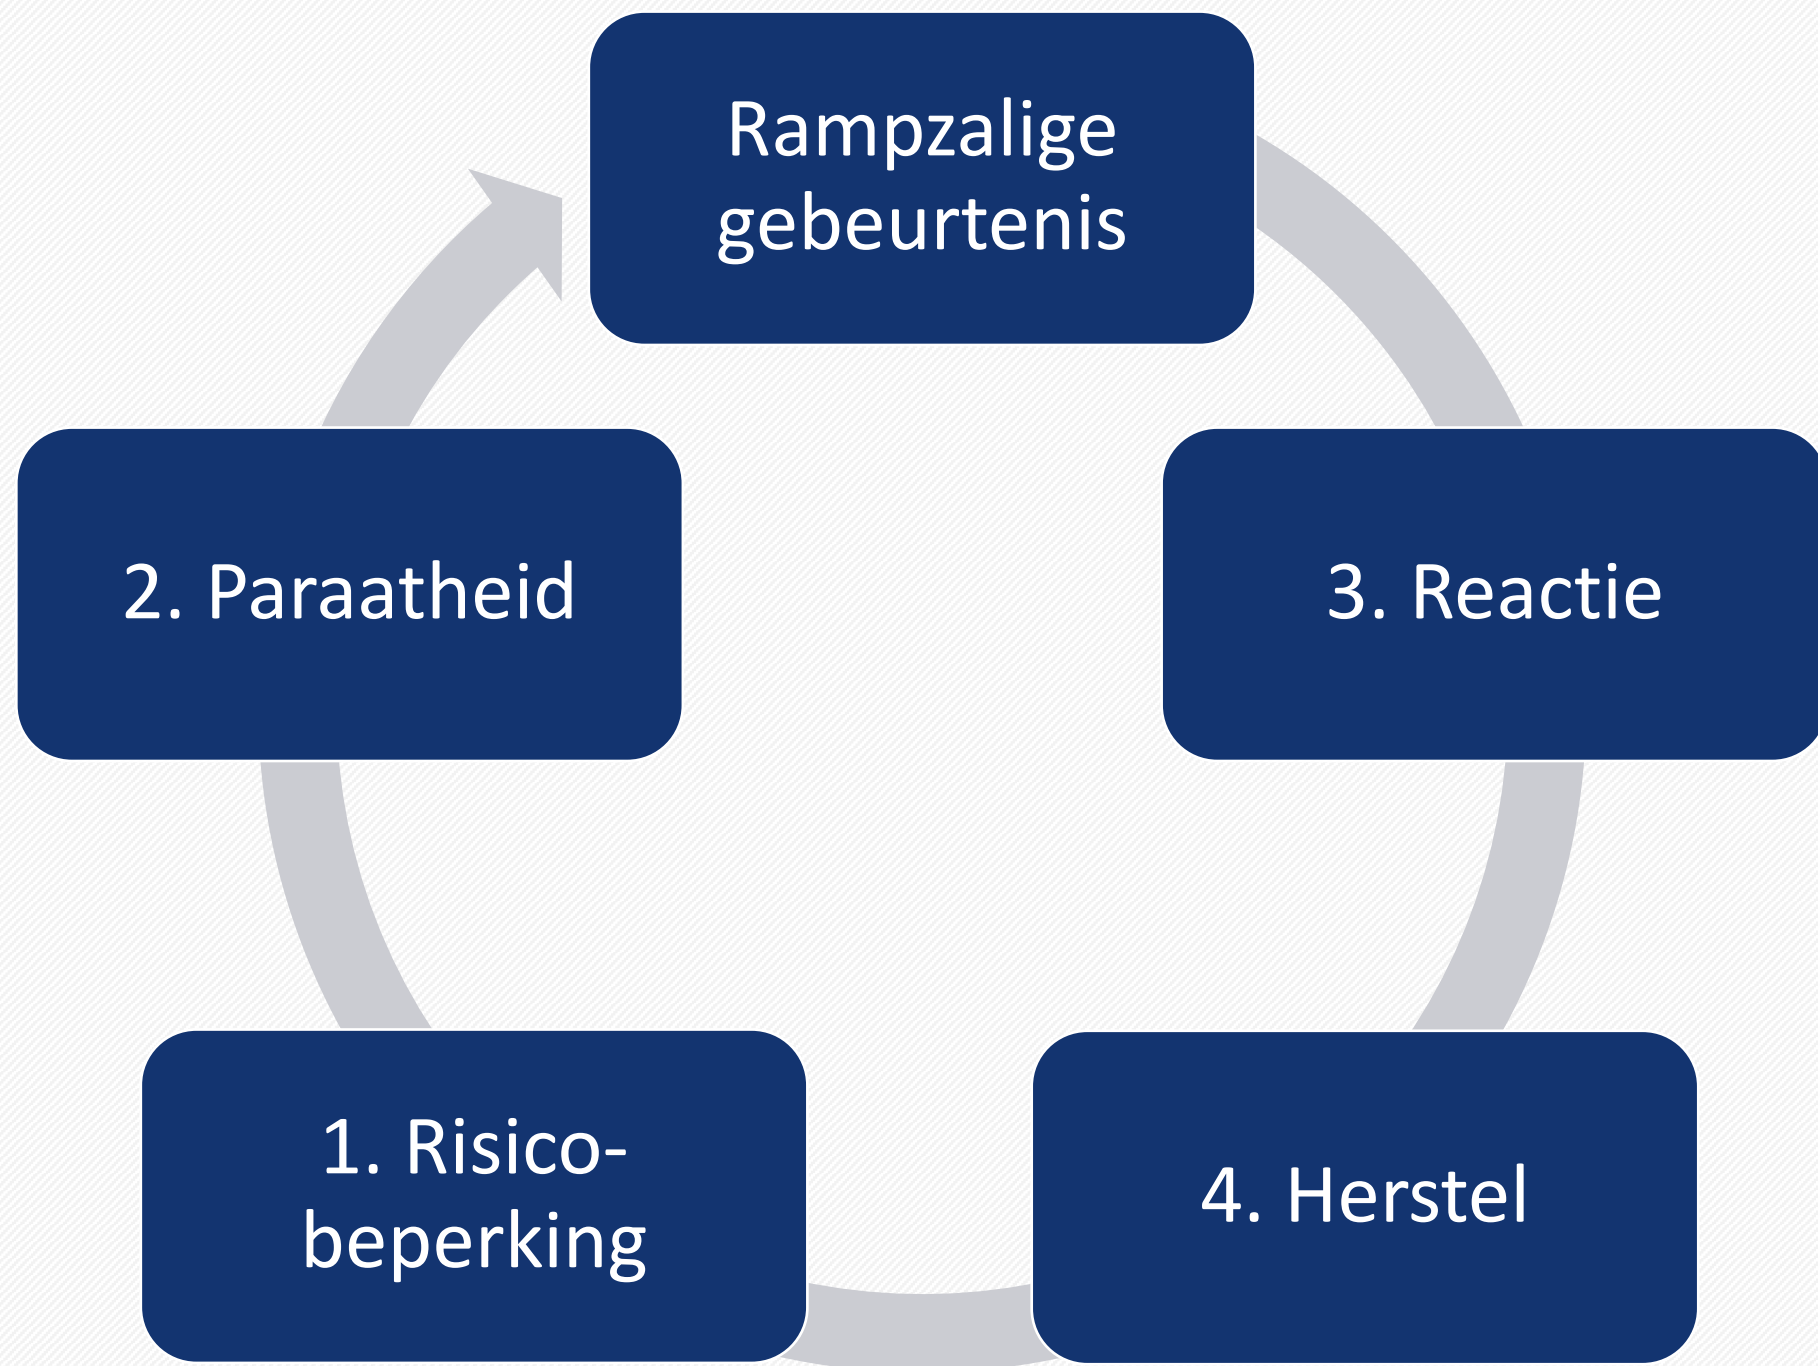 Rampzalige
gebeurtenis
2. Paraatheid
3. Reactie
1. Risico-
beperking
4. Herstel